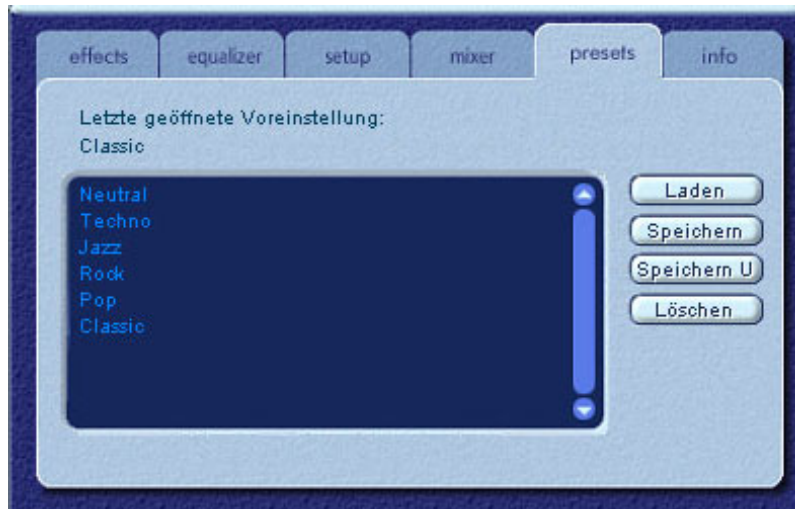 effects equalizer setup mixer presets info
Letzte geöffnete Voreinstellung:
Classic
Neutral
Techno
Jazz
Rock
Pop
Classic
Laden
Speichern
Speichern U
Löschen